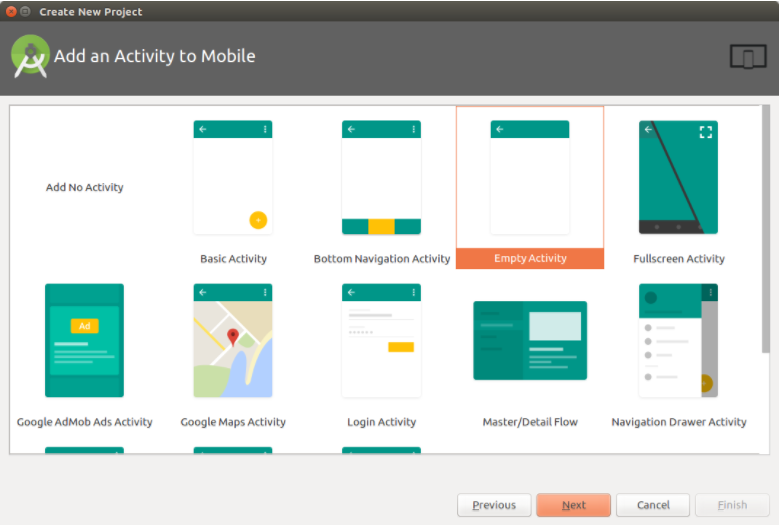 Create New Project
Add an Activity to Mobile
Add No Activity
Basic Activity
Bottom Navigation Activity
Empty Activity
Fullscreen Activity
Ad
Google AdMob Ads Activity
Google Maps Activity
Login Activity
Master/Detail Flow
Navigation Drawer Activity
Previous
Next
Cancel
Finish